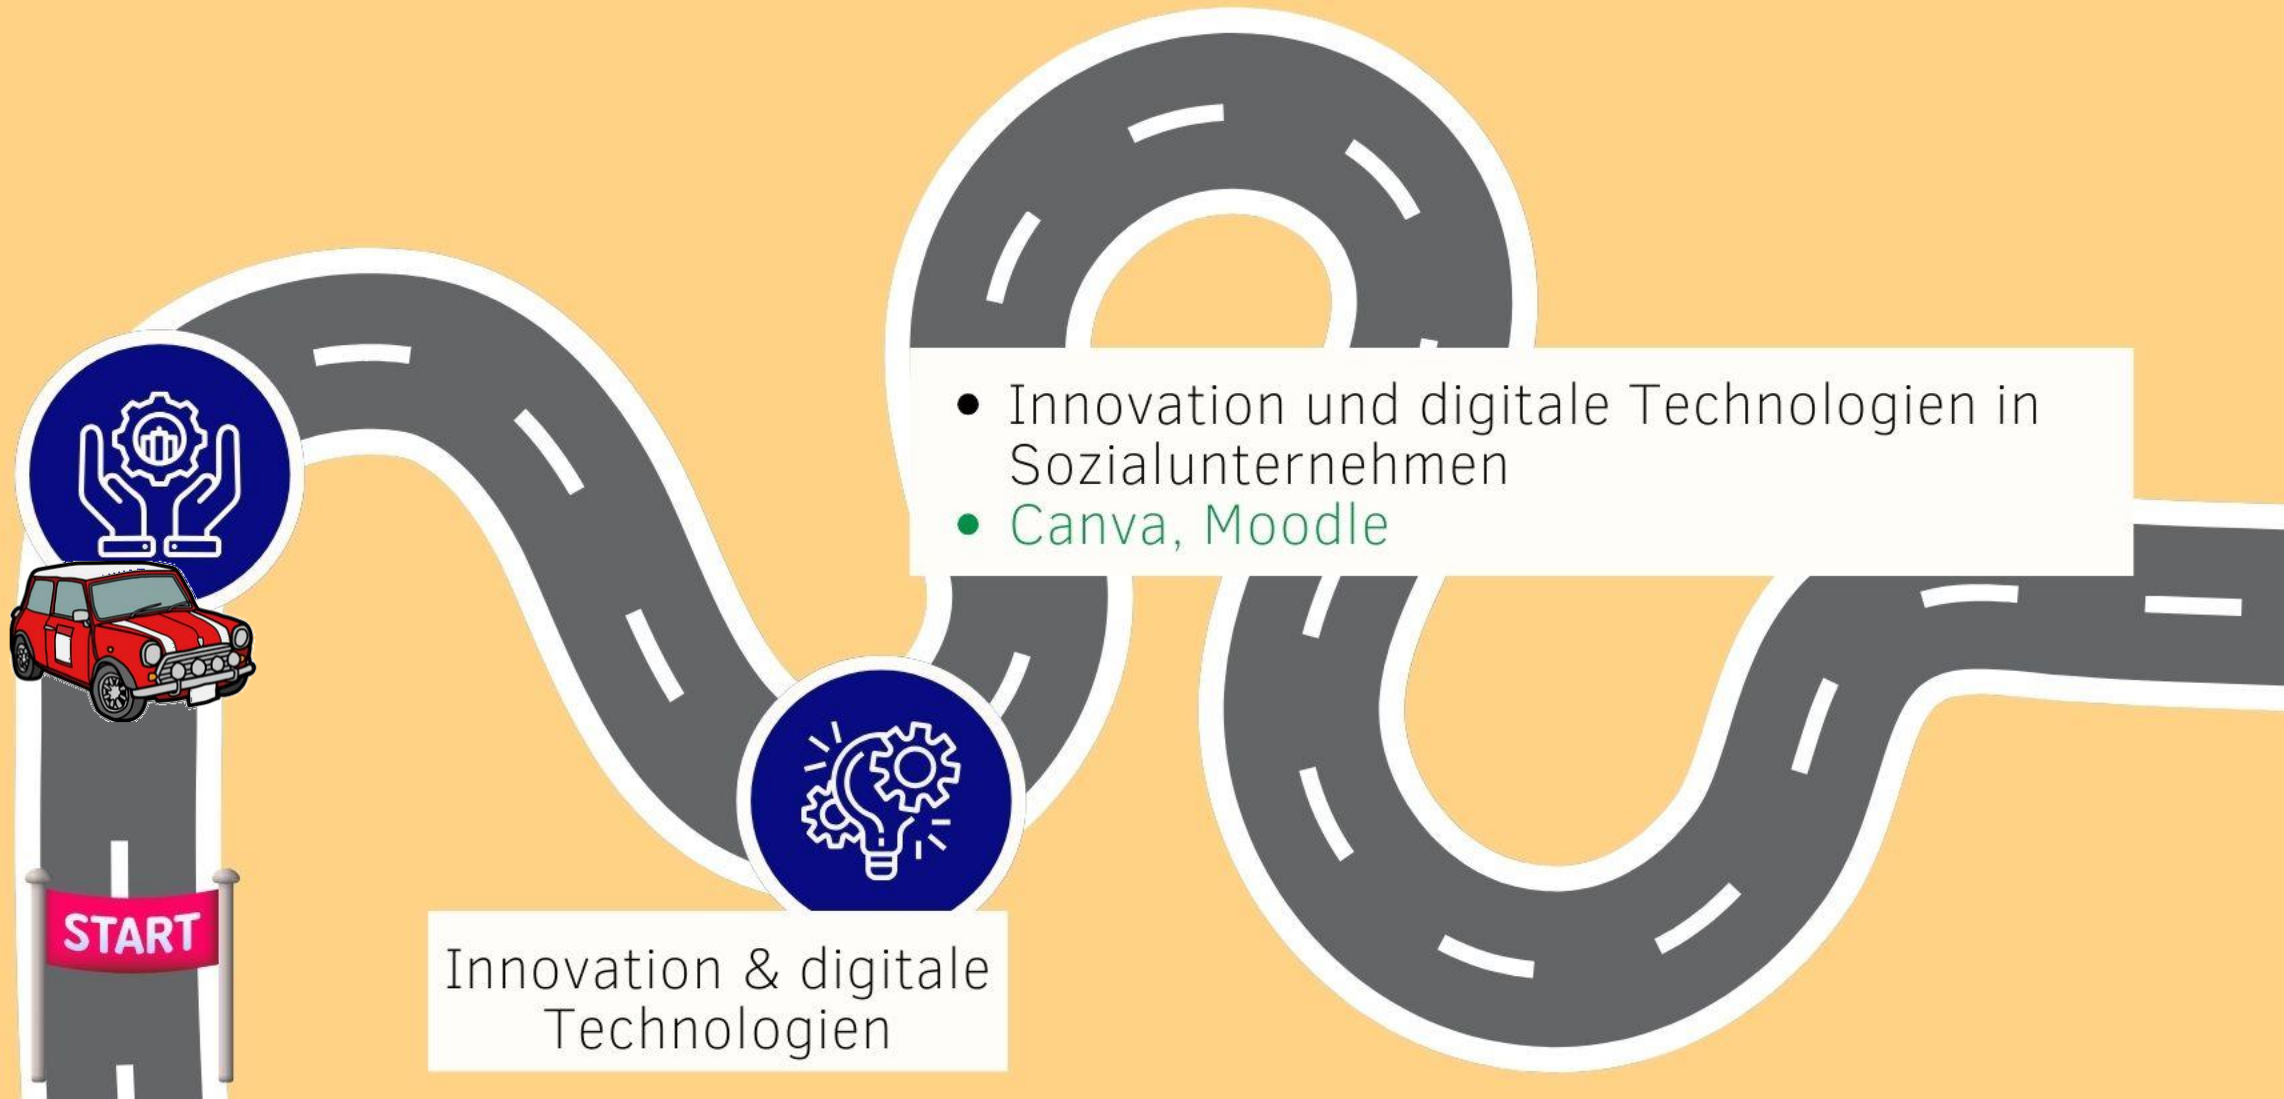 • Innovation und digitale Technologien in
Sozialunternehmen
• Canva, Moodle
START
Innovation & digitale
Technologien